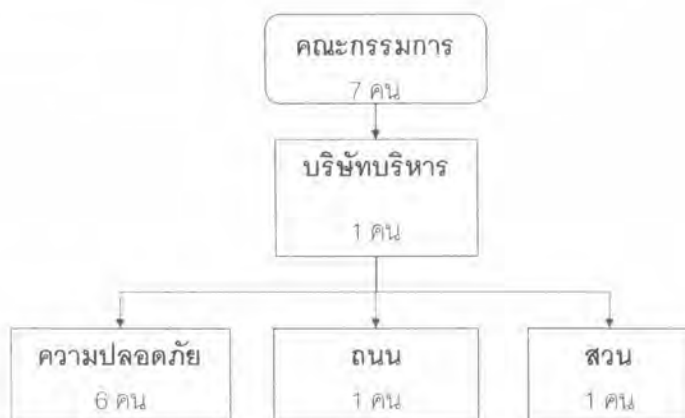 คณะกรรมการ
7 คน
บริษัทบริหาร
1 คน
ความปลอดภัย
6 คน
ถนน
1 คน
สวน
1 คน